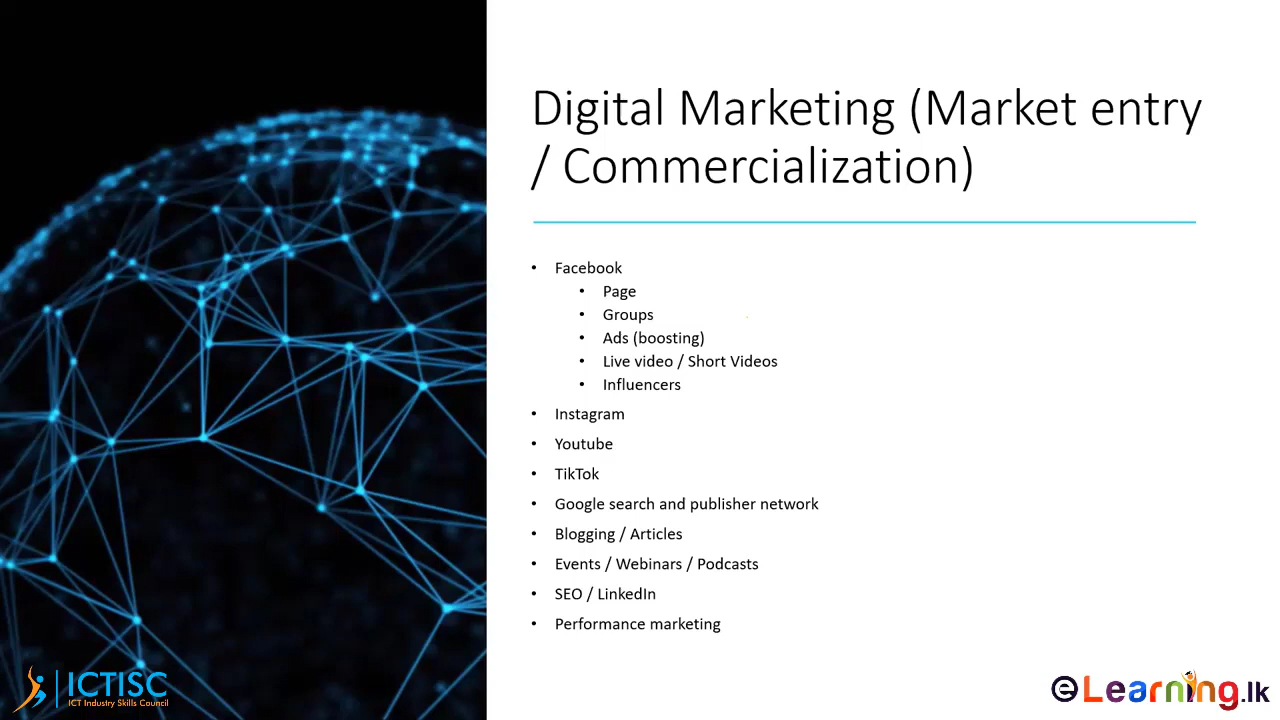 Digital Marketing (Market entry
/ Commercialization)
• Facebook
• Page
• Groups
• Ads (boosting)
• Live video / Short Videos
• Influencers
• Instagram
• Youtube
• TikTok
• Google search and publisher network
• Blogging / Articles
• Events / Webinars / Podcasts
• SEO / LinkedIn
• Performance marketing
ICTISC
ICT Industry Skills Council
eLearning.lk